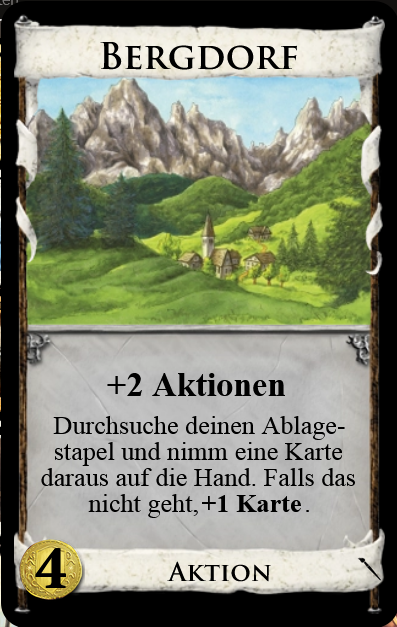 BERGDORF
+2 Aktionen
Durchsuche deinen Ablage-
stapel und nimm eine Karte
daraus auf die Hand. Falls das
nicht geht,+1 Karte.
4
AKTION